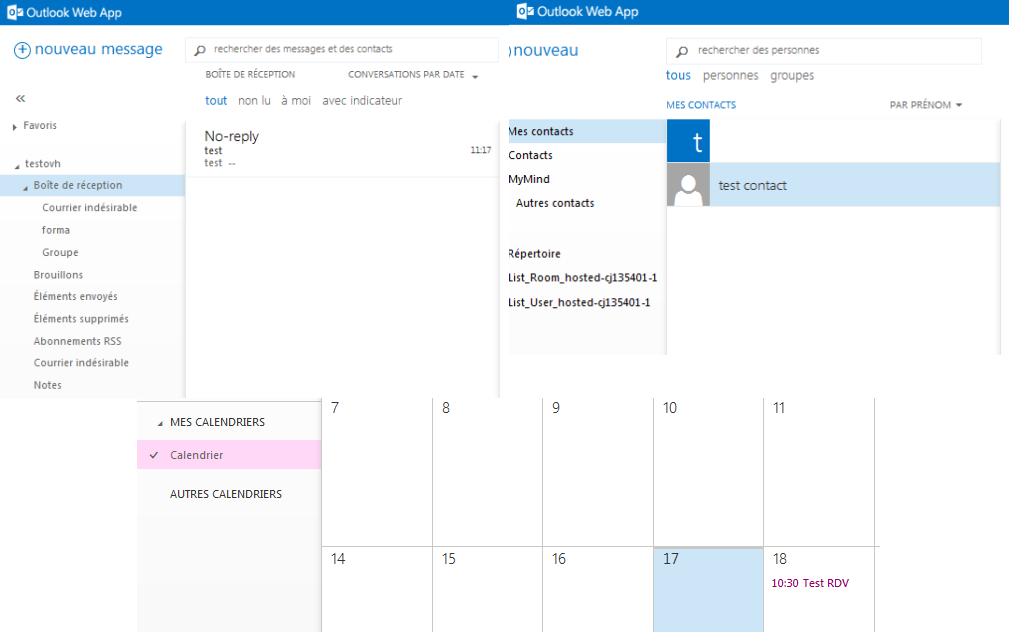 Outlook Web App
nouveau message
rechercher des messages et des contacts
BOÎTE DE RÉCEPTION CONVERSATIONS PAR DATE
tout non lu à moi avec indicateur
Favoris
testovh
Boîte de réception
Courrier indésirable
forma
Groupe
Brouillons
Éléments envoyés
Éléments supprimés
Abonnements RSS
Courrier indésirable
Notes
No-reply
test 11:17
test --
Outlook Web App
nouveau
rechercher des personnes
tous personnes groupes
MES CONTACTS PAR PRÉNOM
Mes contacts
Contacts
MyMind
Autres contacts
Répertoire
List_Room_hosted-cj135401-1
List_User_hosted-cj135401-1
t
test contact
MES CALENDRIERS
Calendrier
AUTRES CALENDRIERS
7 8 9 10 11
14 15 16 17 18
10:30 Test RDV